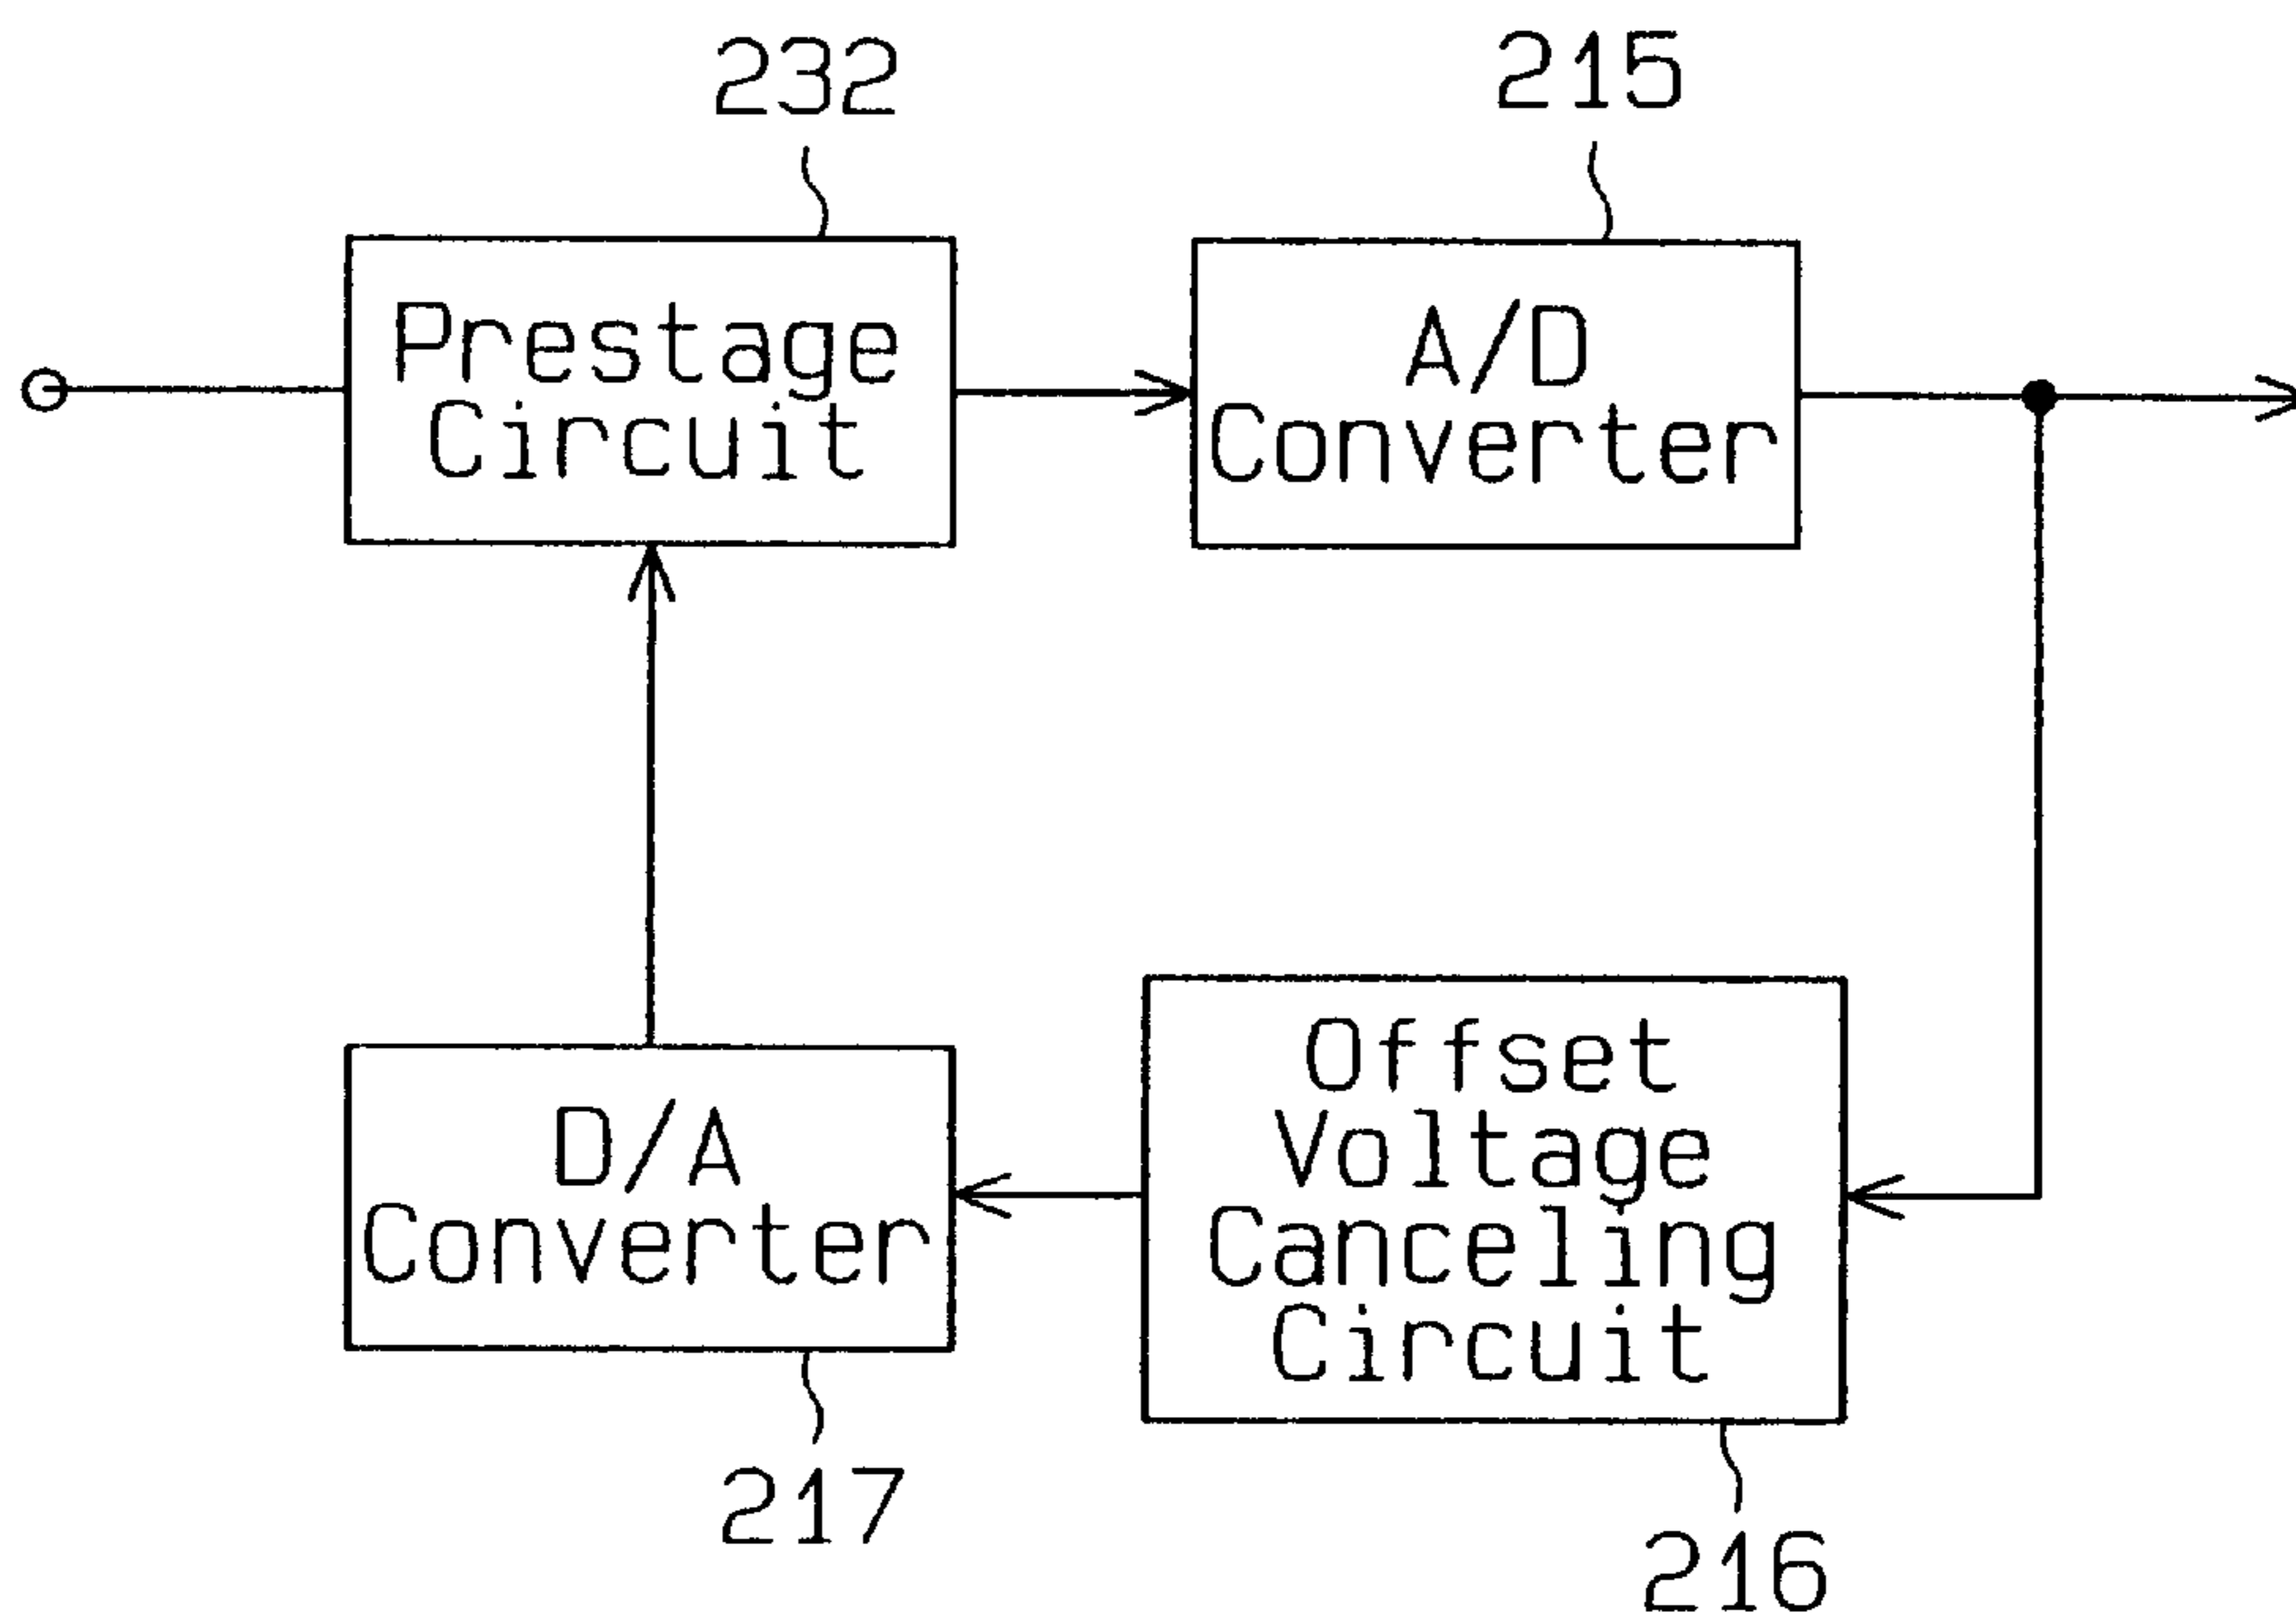 232
215
Prestage
Circuit
A/D
Converter
D/A
Converter
Offset
Voltage
Canceling
Circuit
217
216